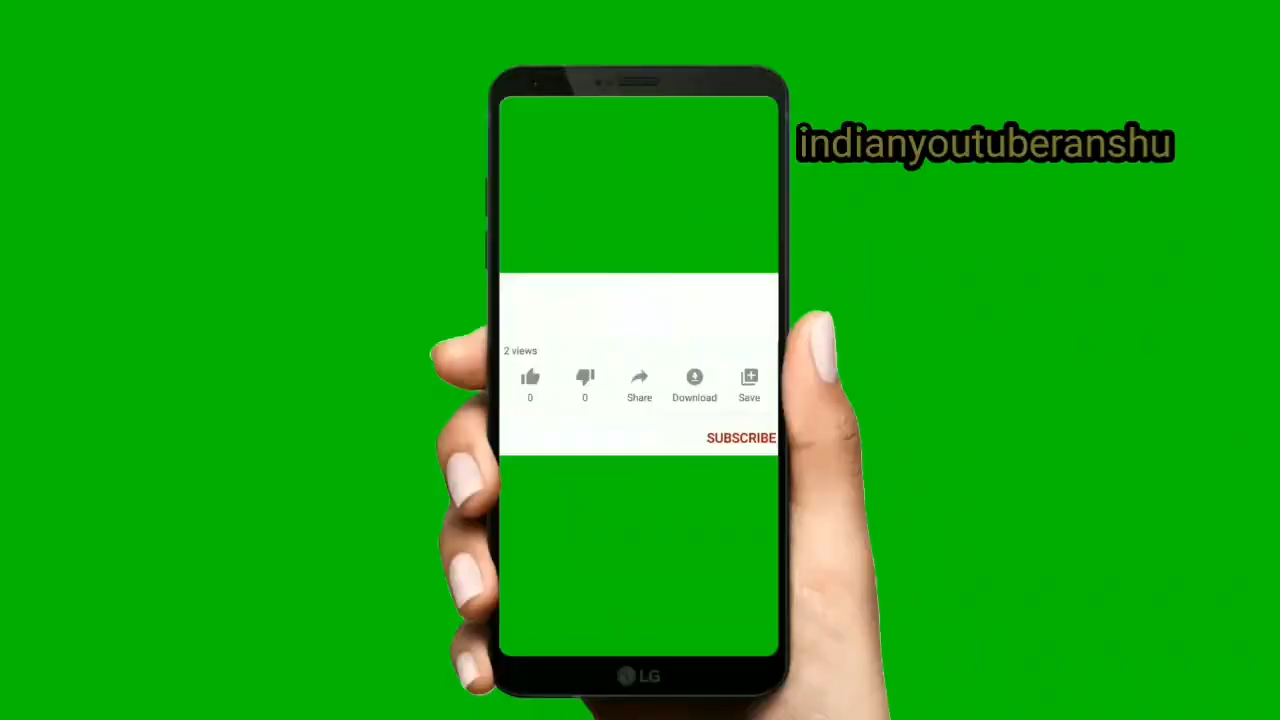 indianyoutuberanshu
2 views
0 0 Share Download Save
SUBSCRIBE
LG